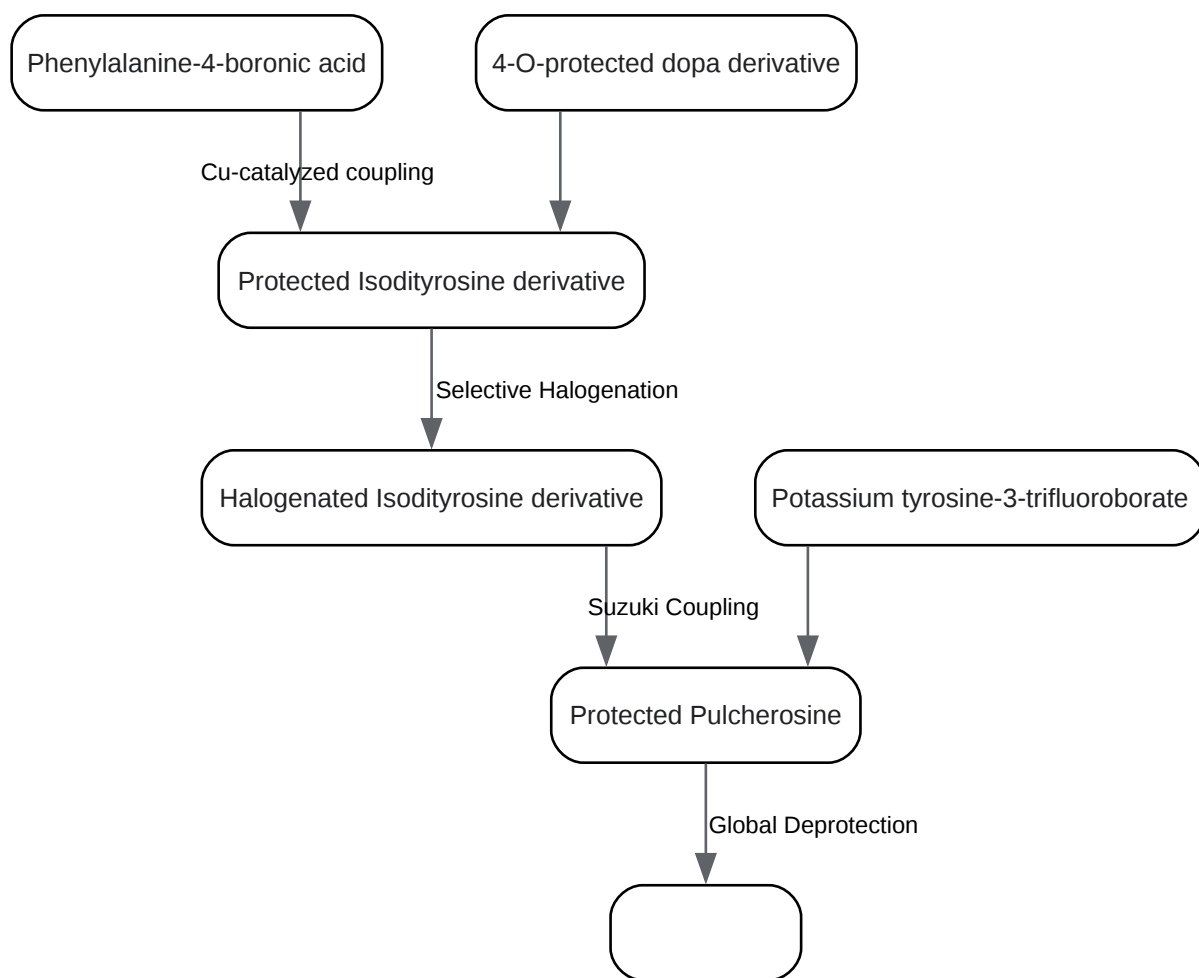 Phenylalanine-4-boronic acid
4-O-protected dopa derivative
Cu-catalyzed coupling
Protected Isodityrosine derivative
Selective Halogenation
Halogenated Isodityrosine derivative
Potassium tyrosine-3-trifluoroborate
Suzuki Coupling
Protected Pulcherosine
Global Deprotection